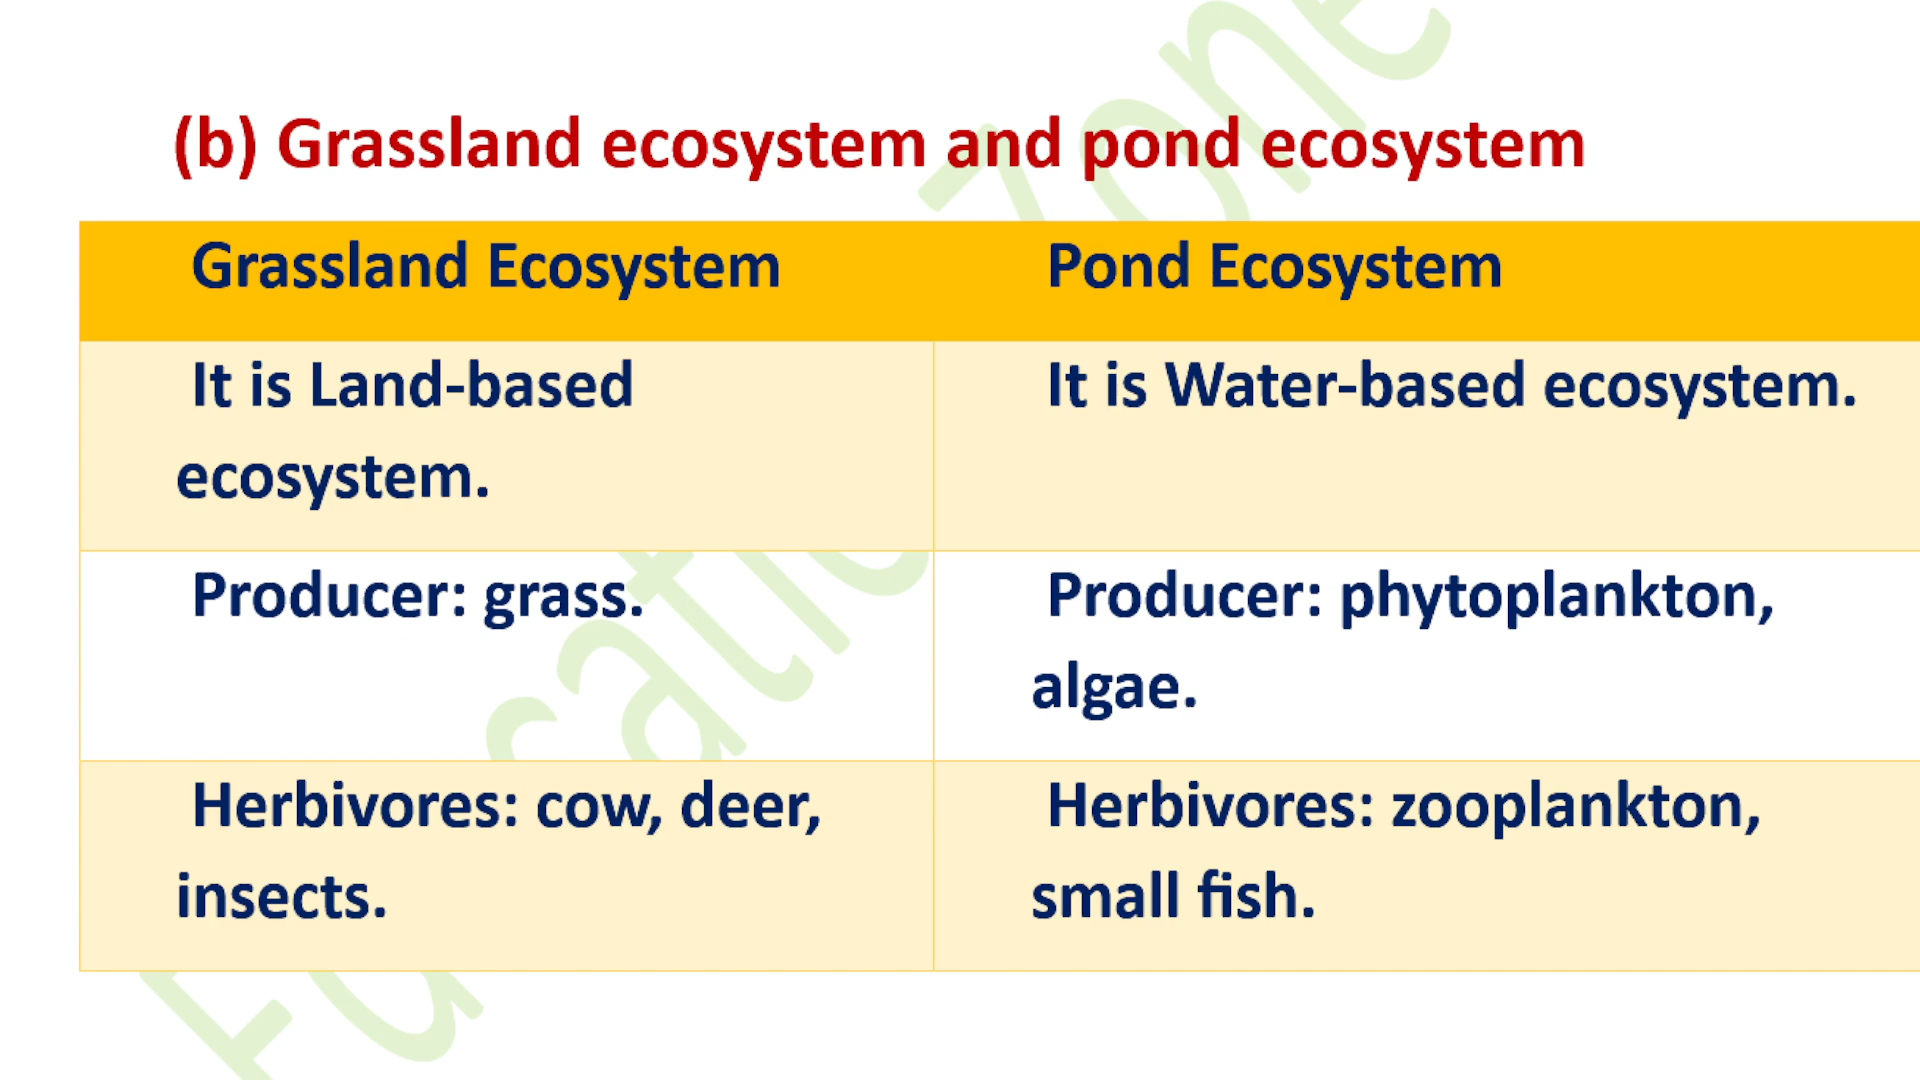 (b) Grassland ecosystem and pond ecosystem
Grassland Ecosystem
Pond Ecosystem
It is Land-based
ecosystem.
It is Water-based ecosystem.
Producer: grass.
Producer: phytoplankton,
algae.
Herbivores: cow, deer,
insects.
Herbivores: zooplankton,
small fish.
Zone